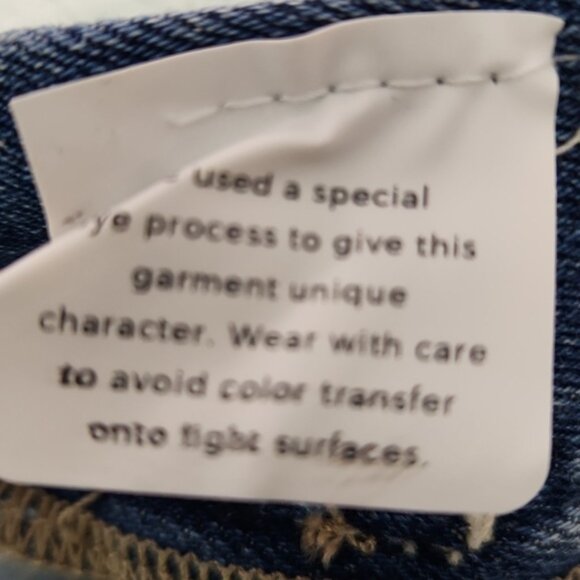 used a special
dye process to give this
garment unique
character. Wear with care
to avoid color transfer
onto light surfaces.